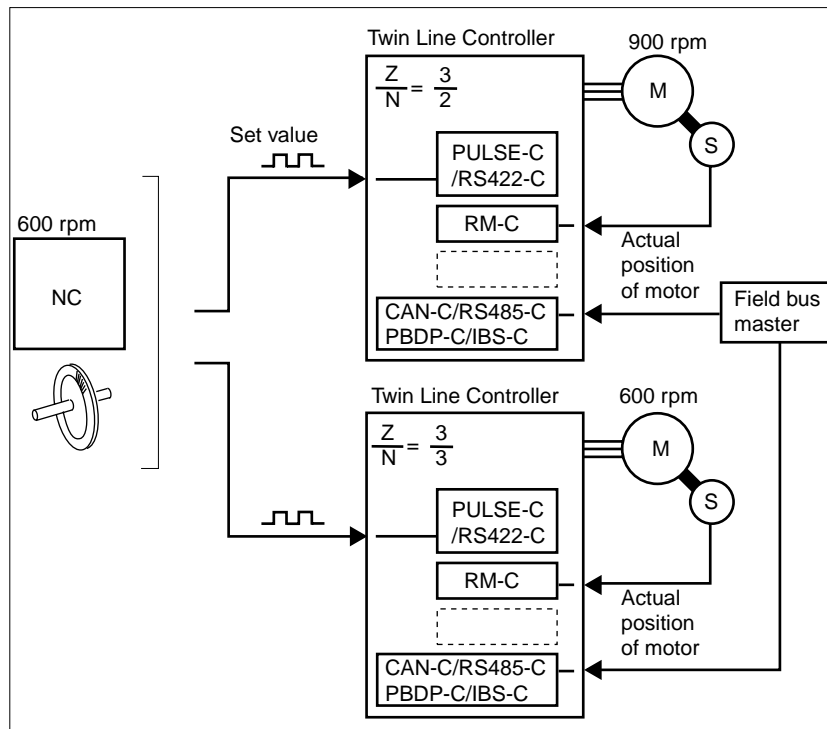 Twin Line Controller
900 rpm
Z
N
=
3
2
M
Set value
S
PULSE-C
/RS422-C
600 rpm
RM-C
NC
Actual
position
of motor
Field bus
master
CAN-C/RS485-C
PBDP-C/IBS-C
Twin Line Controller
600 rpm
Z
N
=
3
3
M
S
PULSE-C
/RS422-C
RM-C
Actual
position
of motor
CAN-C/RS485-C
PBDP-C/IBS-C